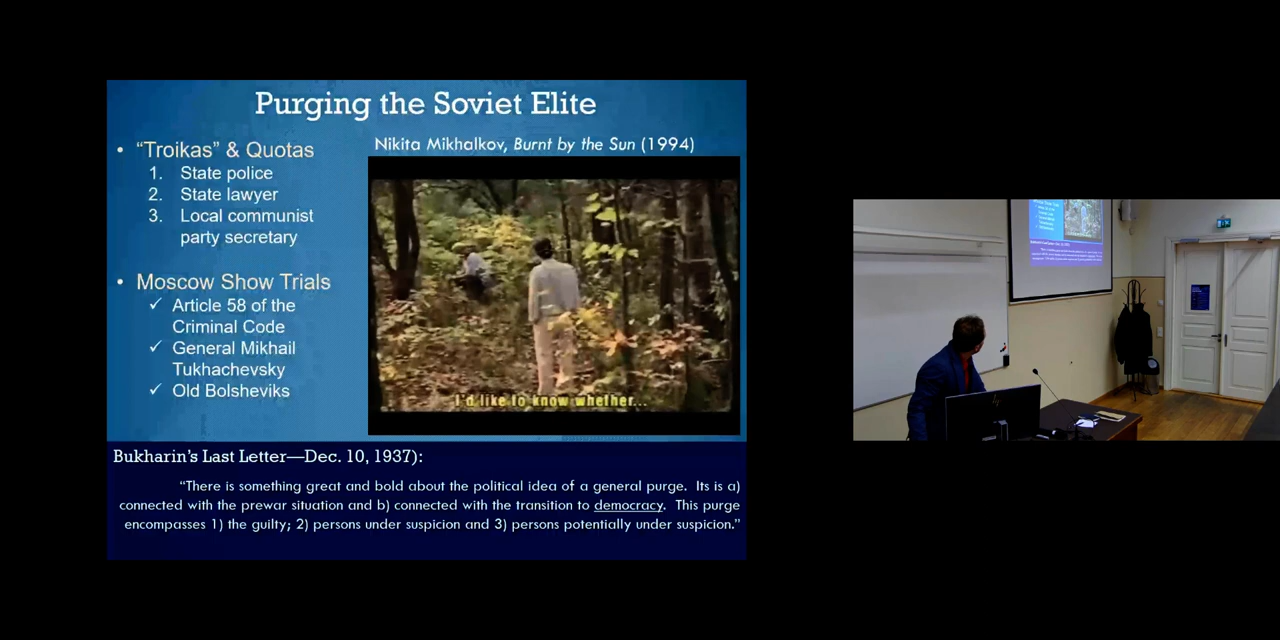 Purging the Soviet Elite
• “Troikas” & Quotas
1. State police
2. State lawyer
3. Local communist
party secretary
• Moscow Show Trials
✓ Article 58 of the
Criminal Code
✓ General Mikhail
Tukhachevsky
✓ Old Bolsheviks
Nikita Mikhalkov, Burnt by the Sun (1994)
I'd like to know whether...
Bukharin’s Last Letter—Dec. 10, 1937):
“There is something great and bold about the political idea of a general purge. Its is a)
connected with the prewar situation and b) connected with the transition to democracy. This purge
encompasses 1) the guilty; 2) persons under suspicion and 3) persons potentially under suspicion.”